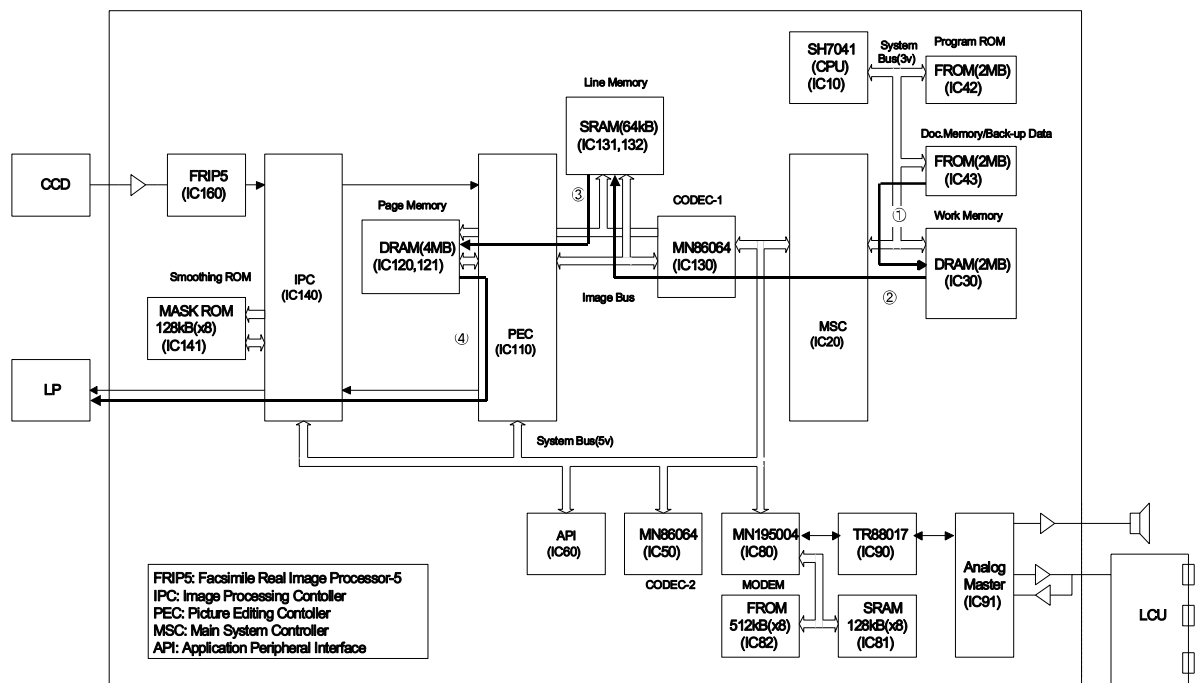 SH7041
(CPU)
(IC10)
System
Bus(3v)
Program ROM
FROM(2MB)
(IC42)
Line Memory
SRAM(64kB)
(IC131,132)
Doc.Memory/Back-up Data
FROM(2MB)
(IC43)
CCD
FRIP5
(IC160)
③
①
Page Memory
DRAM(4MB)
(IC120,121)
CODEC-1
MN86064
(IC130)
Work Memory
DRAM(2MB)
(IC30)
Smoothing ROM
MASK ROM
128kB(x8)
(IC141)
IPC
(IC140)
Image Bus
②
④
PEC
(IC110)
MSC
(IC20)
LP
System Bus(5v)
API
(IC60)
MN86064
(IC50)
CODEC-2
MN195004
(IC80)
MODEM
TR88017
(IC90)
Analog
Master
(IC91)
FROM
512kB(x8)
(IC82)
SRAM
128kB(x8)
(IC81)
LCU
FRIP5: Facsimile Real Image Processor-5
IPC: Image Processing Contoller
PEC: Picture Editing Contoller
MSC: Main System Controller
API: Application Peripheral Interface